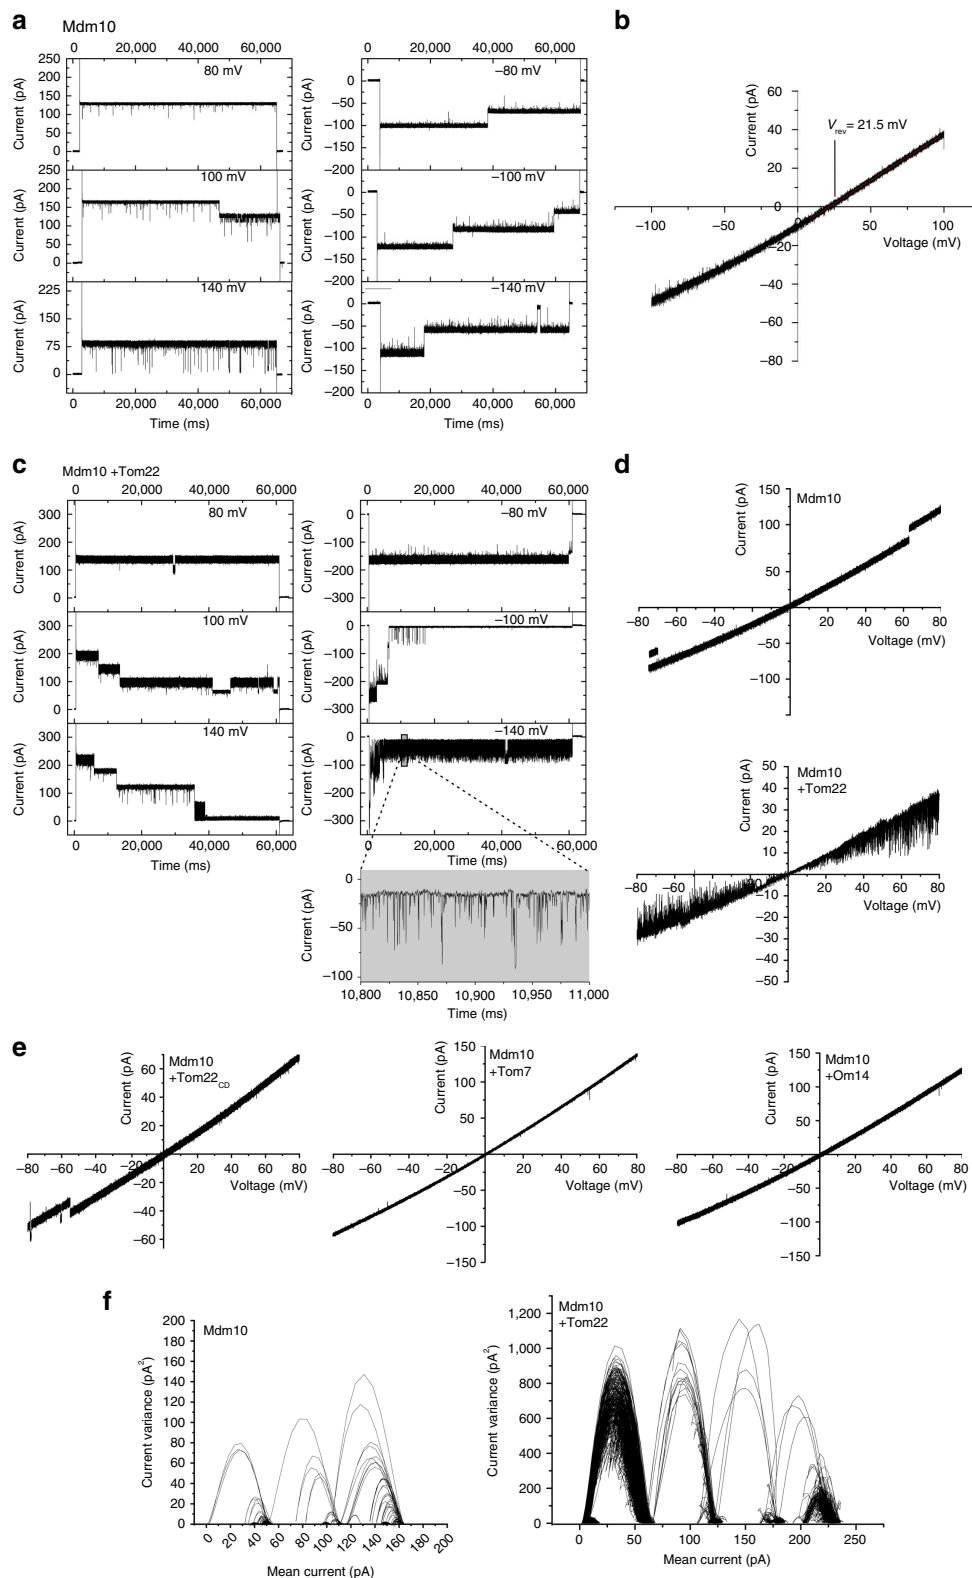 a
Mdm10
0 20,000 40,000 60,000
80 mV
Current (pA)
250
200
150
100
50
0
100 mV
Current (pA)
250
200
150
100
50
0
140 mV
Current (pA)
225
150
75
0
0 20,000 40,000 60,000
Time (ms)
0 20,000 40,000 60,000
–80 mV
Current (pA)
0
–50
–100
–150
–200
–100 mV
Current (pA)
0
–50
–100
–150
–200
–140 mV
Current (pA)
0
–50
–100
–150
–200
0 20,000 40,000 60,000
Time (ms)
b
Current (pA)
60
40
20
0
–20
–40
–60
–80
Vrev= 21.5 mV
–100 –50 0 50 100
Voltage (mV)
c
Mdm10 +Tom22
0 20,000 40,000 60,000
80 mV
Current (pA)
300
200
100
0
100 mV
Current (pA)
300
200
100
0
140 mV
Current (pA)
300
200
100
0
0 20,000 40,000 60,000
Time (ms)
0 20,000 40,000 60,000
–80 mV
Current (pA)
0
–100
–200
–300
–100 mV
Current (pA)
0
–100
–200
–300
–140 mV
Current (pA)
0
–100
–200
–300
0 20,000 40,000 60,000
Time (ms)
Current (pA)
0
–50
–100
10,800 10,850 10,900 10,950 11,000
Time (ms)
d
Mdm10
Current (pA)
150
100
50
0
–50
–100
–80 –60 –40 –20 20 40 60 80
Voltage (mV)
Mdm10
+Tom22
Current (pA)
50
40
30
20
10
–10
–20
–30
–40
–50
–80 –60 –40 –20 0 20 40 60 80
Voltage (mV)
e
Mdm10
+Tom22CD
Current (pA)
60
40
20
–20
–40
–60
–80 –60 –40 –20 0 20 40 60 80
Voltage (mV)
Mdm10
+Tom7
Current (pA)
150
100
50
0
–50
–100
–150
–80 –60 –40 –20 20 40 60 80
Voltage (mV)
Mdm10
+Om14
Current (pA)
150
100
50
0
–50
–100
–150
–80 –60 –40 –20 20 40 60 80
Voltage (mV)
f
Mdm10
Current variance (pA2)
200
180
160
140
120
100
80
60
40
20
0
0 20 40 60 80 100 120 140 160 180 200
Mean current (pA)
Mdm10
+Tom22
Current variance (pA2)
1,200
1,000
800
600
400
200
0
0 50 100 150 200 250
Mean current (pA)